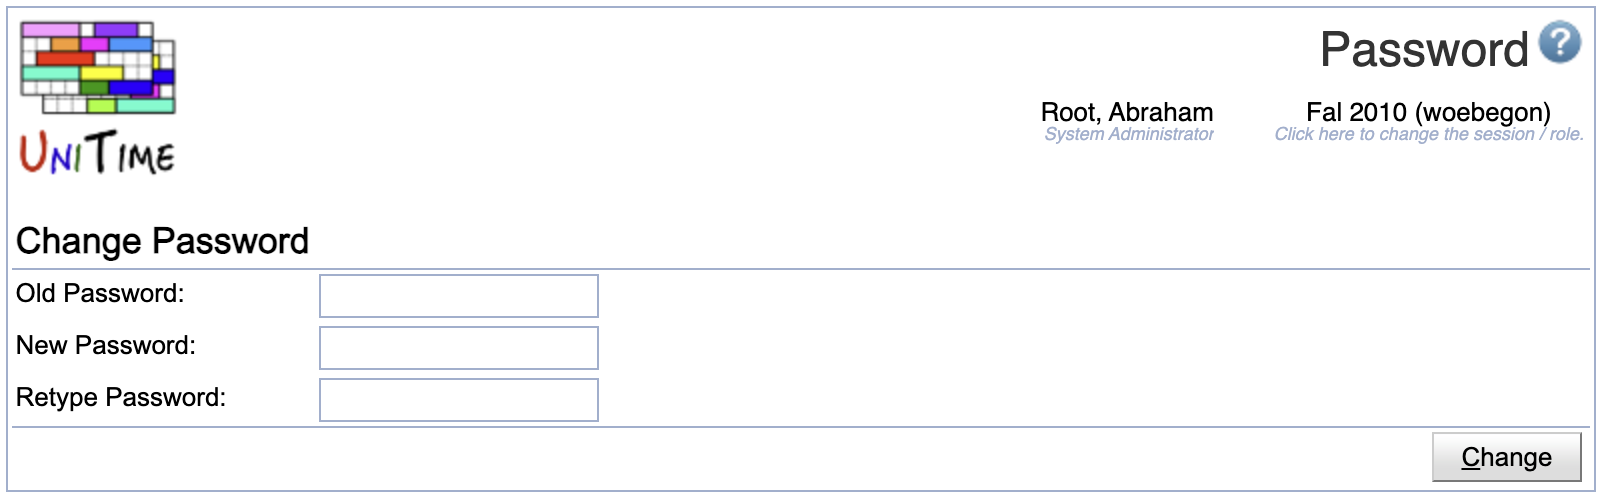 Password ?
Root, Abraham
System Administrator
Fal 2010 (woebegon)
Click here to change the session / role.
UniTime
Change Password
Old Password:
New Password:
Retype Password:
Change